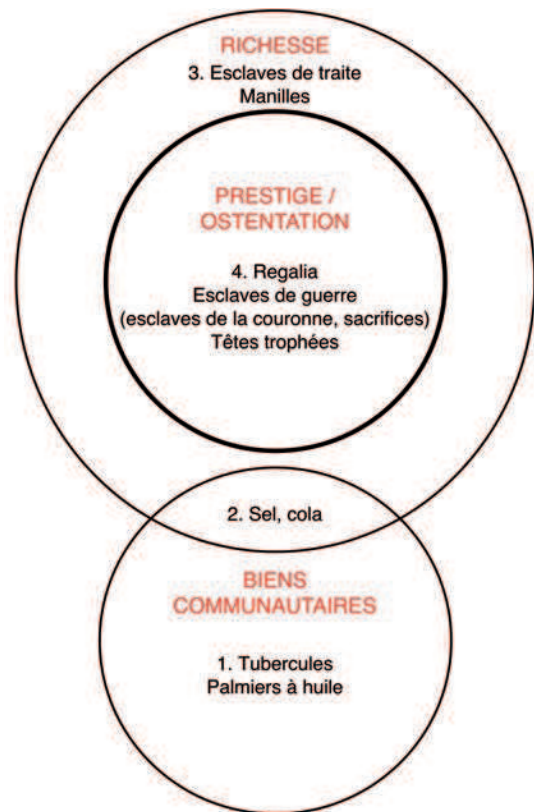 RICHESSE
3. Esclaves de traite
Manilles
PRESTIGE /
OSTENTATION
4. Regalia
Esclaves de guerre
(esclaves de la couronne, sacrifices)
Têtes trophées
2. Sel, cola
BIENS
COMMUNAUTAIRES
1. Tubercules
Palmiers à huile